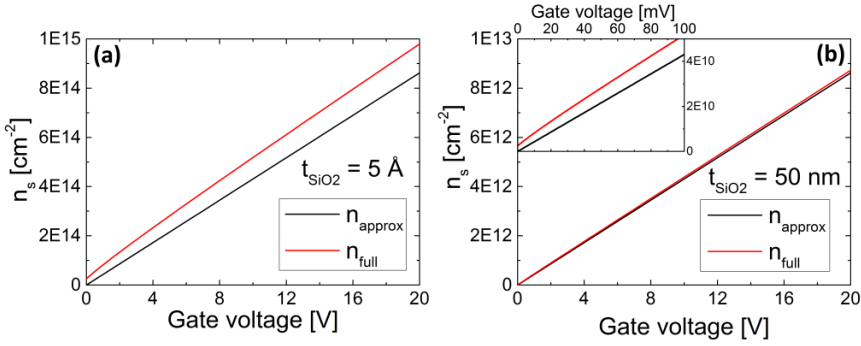 (a)
1E15
8E14
6E14
4E14
2E14
0
n_s [cm^-2]
t_SiO2 = 5 Å
n_approx
n_full
0 4 8 12 16 20
Gate voltage [V]
Gate voltage [mV]
0 20 40 60 80 100
4E10
2E10
0
(b)
1E13
8E12
6E12
4E12
2E12
0
n_s [cm^-2]
t_SiO2 = 50 nm
n_approx
n_full
0 4 8 12 16 20
Gate voltage [V]